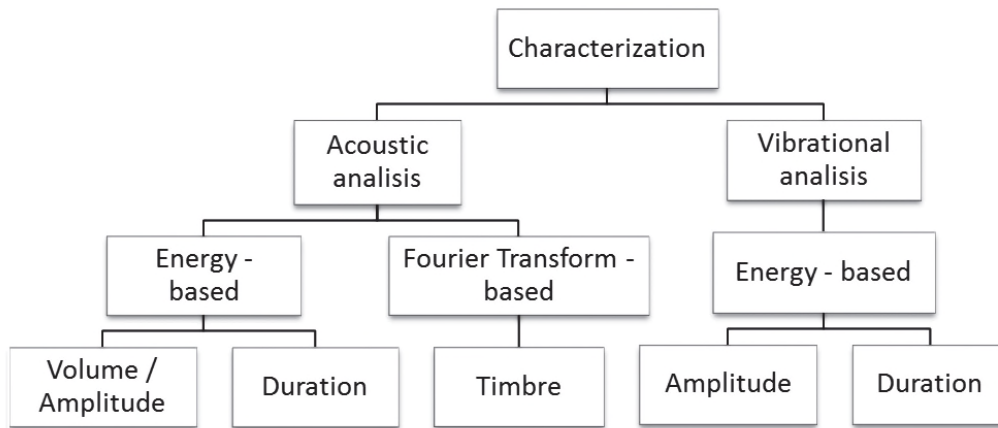 Characterization
Acoustic
analisis
Vibrational
analisis
Energy -
based
Fourier Transform -
based
Energy - based
Volume /
Amplitude
Duration
Timbre
Amplitude
Duration